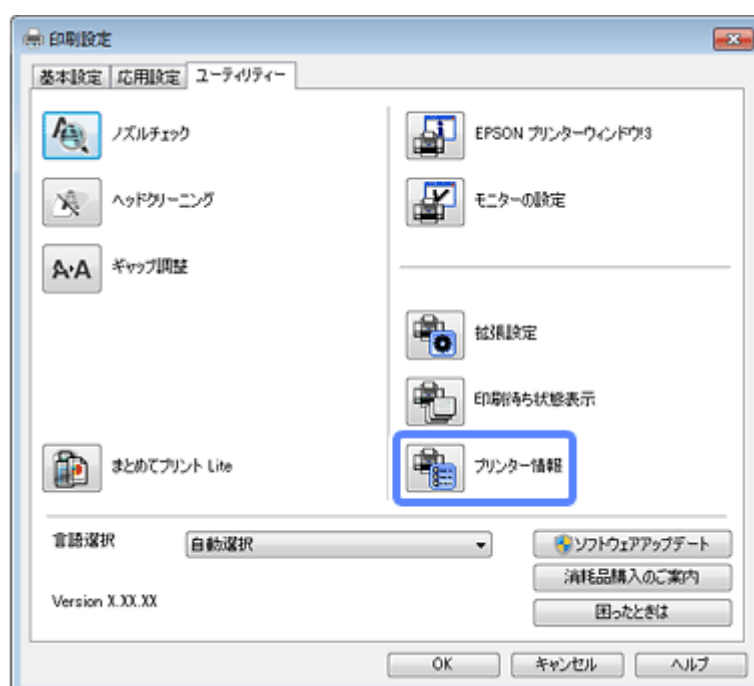 印刷設定
基本設定 応用設定 ユーティリティー
ノズルチェック
ヘッドクリーニング
A·A ギャップ調整
まとめてプリント Lite
EPSON プリンターウィンドウ!3
モニターの設定
拡張設定
印刷待ち状態表示
プリンター情報
言語選択 自動選択
Version X.XX.XX
ソフトウェアアップデート
消耗品購入のご案内
困ったときは
OK キャンセル ヘルプ